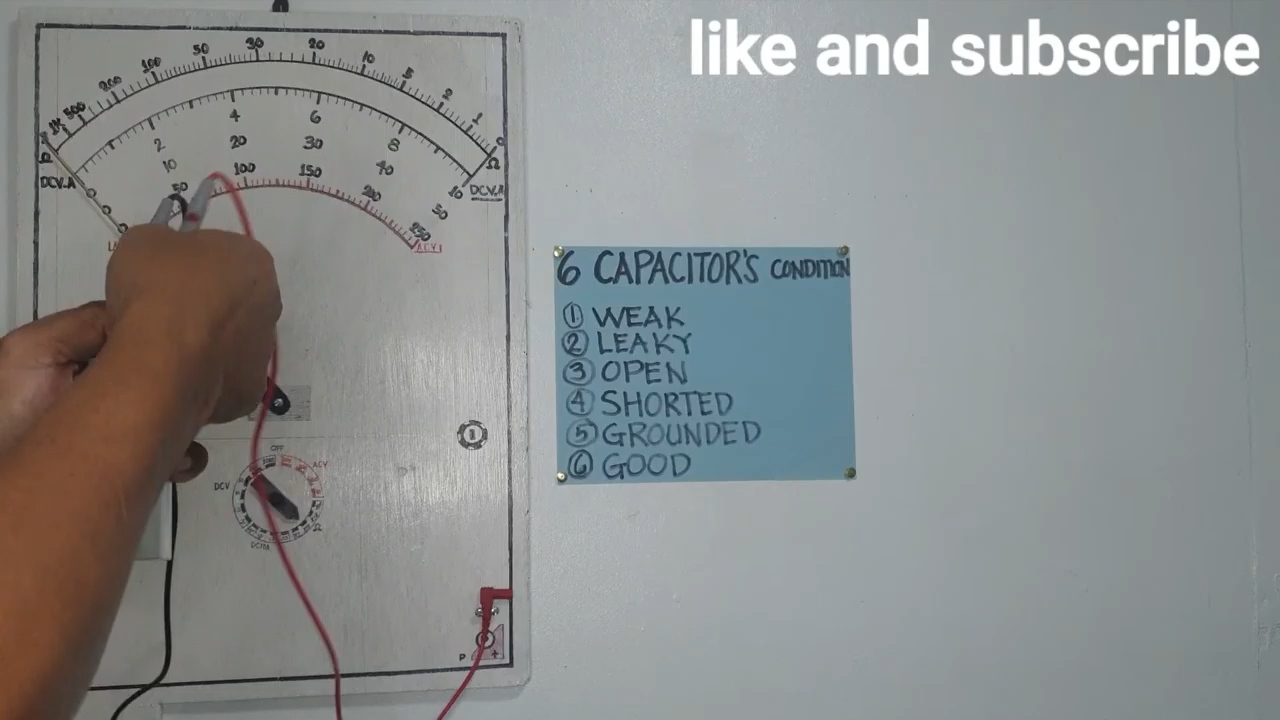 like and subscribe
1K 500 200 100 50 30 20 10 5 2 1 0
Ω
2 4 6 8 10
10 20 30 40 50
50 100 150 200 250
DCV.A
DCV.A
ACV
6 CAPACITOR'S CONDITION
① WEAK
② LEAKY
③ OPEN
④ SHORTED
⑤ GROUNDED
⑥ GOOD
①
OFF
ACV
DCV
Ω
P +